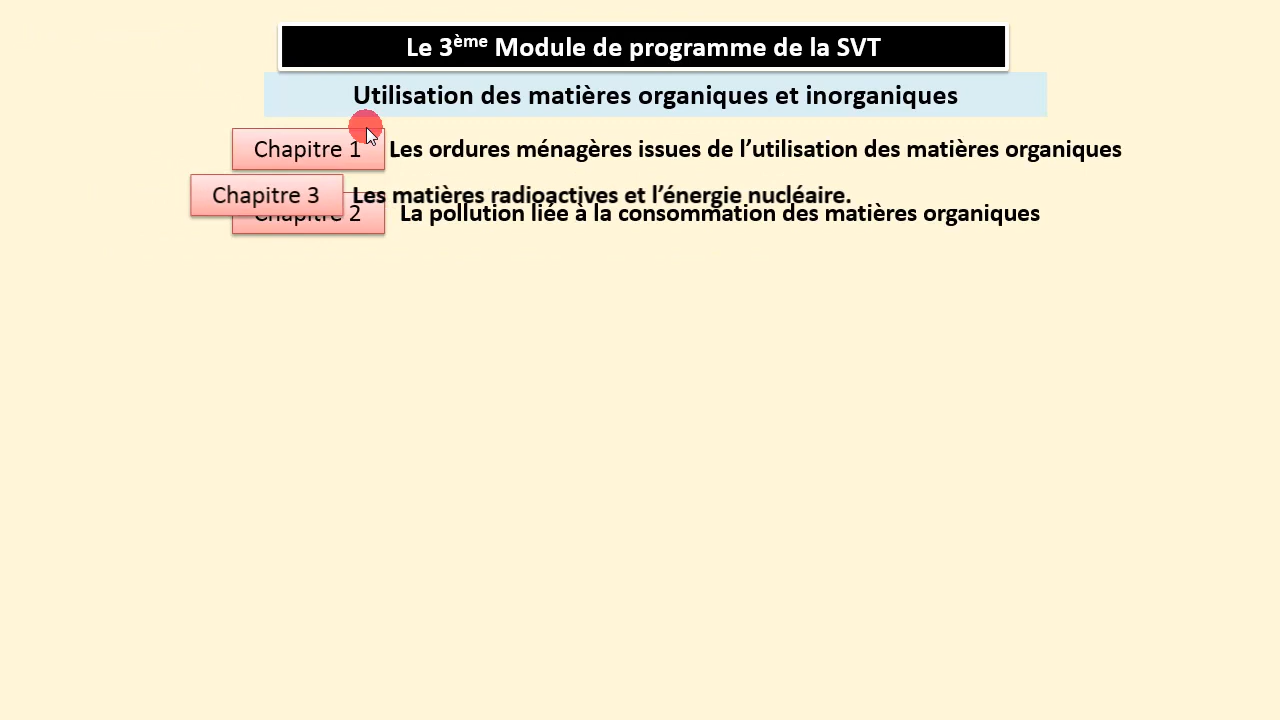 Le 3ème Module de programme de la SVT
Utilisation des matières organiques et inorganiques
Chapitre 1 Les ordures ménagères issues de l’utilisation des matières organiques
Chapitre 3 Les matières radioactives et l’énergie nucléaire.
Chapitre 2 La pollution liée à la consommation des matières organiques